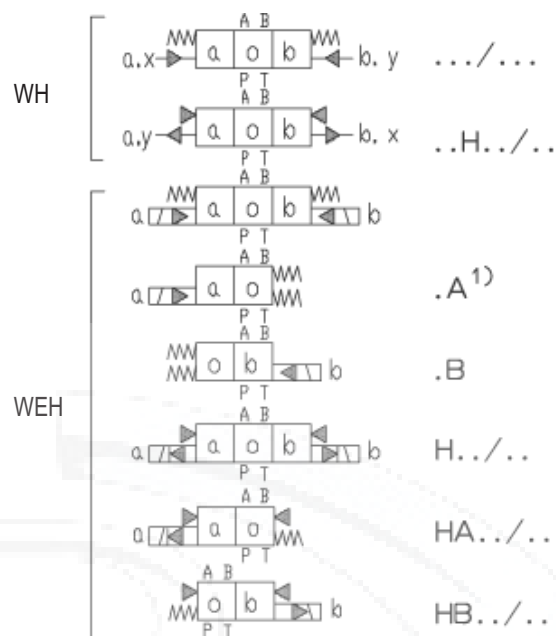 A B
a.x a o b b.y .../...
WH
P T
A B
a.y a o b b.x ..H../..
P T
A B
a a o b b
P T
A B
a a o .A1)
P T
A B
o b b .B
P T
WEH
A B
a a o b b H../..
P T
A B
a a o HA../..
P T
A B
o b b HB../..
P T